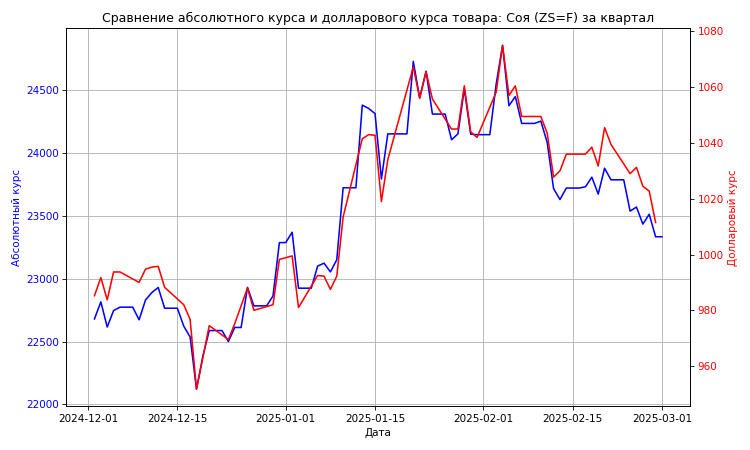 Сравнение абсолютного курса и долларового курса товара: Соя (ZS=F) за квартал
Абсолютный курс
24500
24000
23500
23000
22500
22000
1080
1060
1040
1020
1000
980
960
Долларовый курс
2024-12-01 2024-12-15 2025-01-01 2025-01-15 2025-02-01 2025-02-15 2025-03-01
Дата